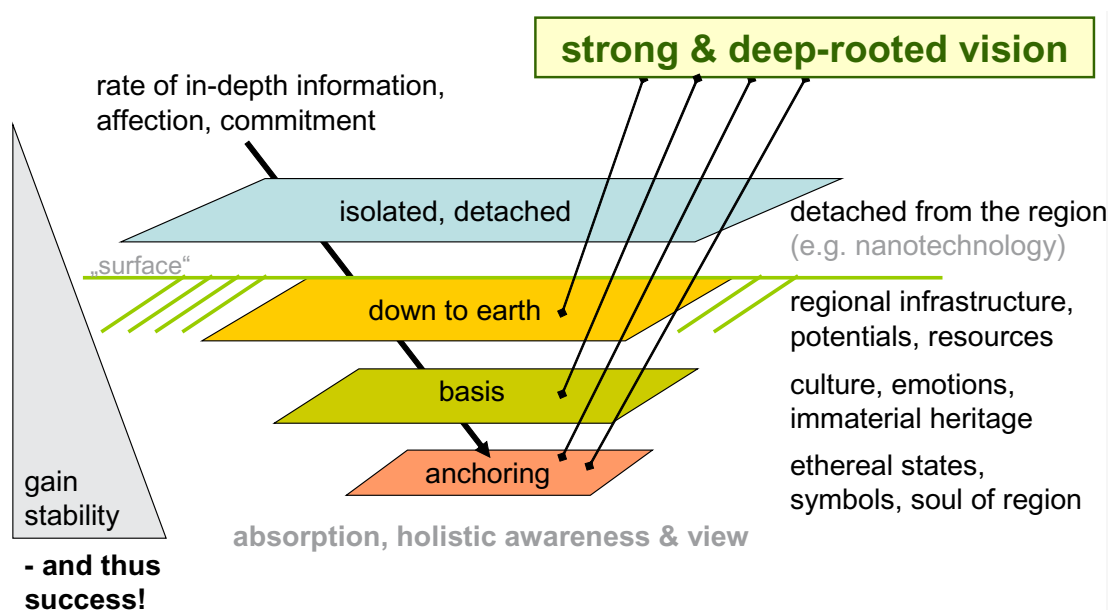 strong & deep-rooted vision
rate of in-depth information,
affection, commitment
isolated, detached
detached from the region
(e.g. nanotechnology)
„surface“
down to earth
regional infrastructure,
potentials, resources
basis
culture, emotions,
immaterial heritage
anchoring
ethereal states,
symbols, soul of region
gain
stability
absorption, holistic awareness & view
- and thus
success!